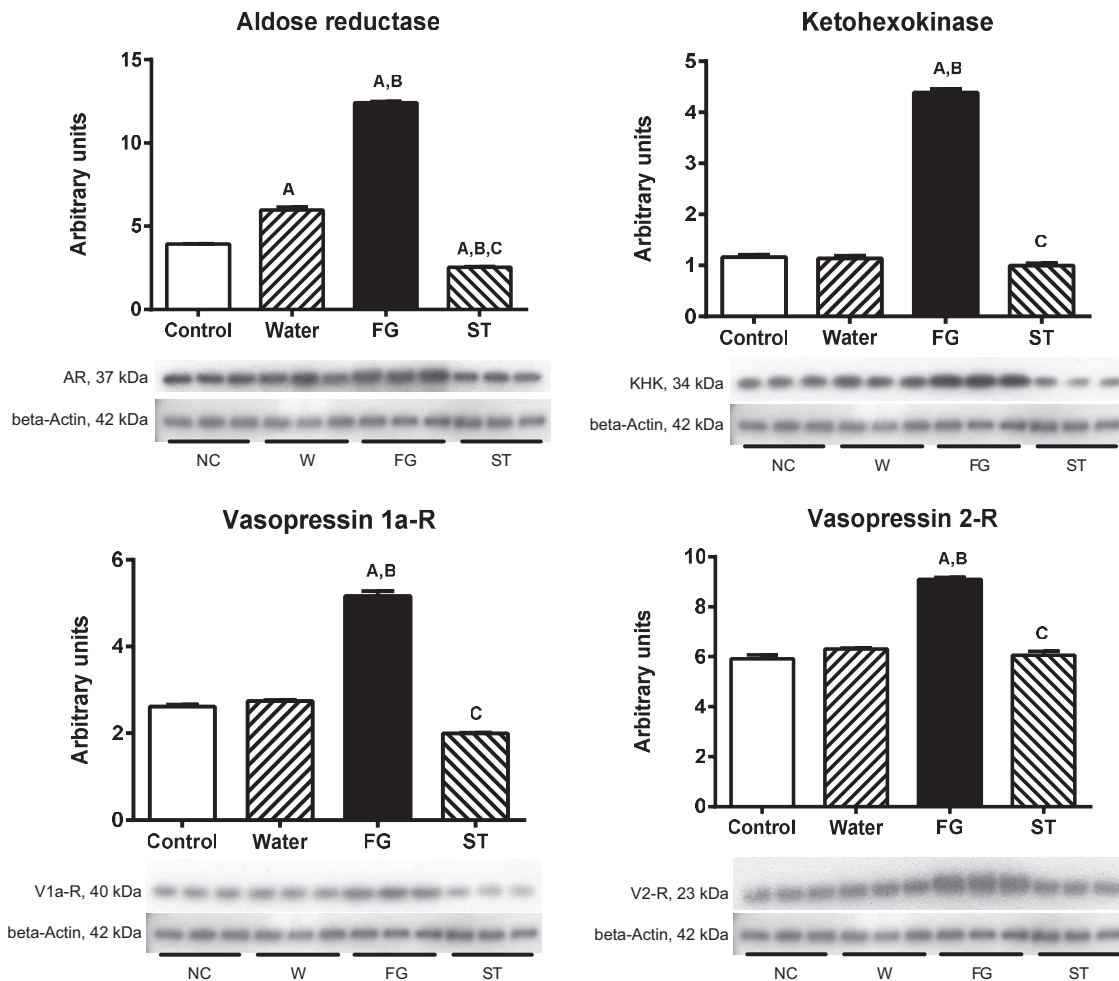 Aldose reductase
Arbitrary units
15
10
5
0
A
A,B
A,B,C
Control Water FG ST
AR, 37 kDa
beta-Actin, 42 kDa
NC W FG ST
Ketohexokinase
Arbitrary units
5
4
3
2
1
0
A,B
C
Control Water FG ST
KHK, 34 kDa
beta-Actin, 42 kDa
NC W FG ST
Vasopressin 1a-R
Arbitrary units
6
4
2
0
A,B
C
Control Water FG ST
V1a-R, 40 kDa
beta-Actin, 42 kDa
NC W FG ST
Vasopressin 2-R
Arbitrary units
10
8
6
4
2
0
A,B
C
Control Water FG ST
V2-R, 23 kDa
beta-Actin, 42 kDa
NC W FG ST